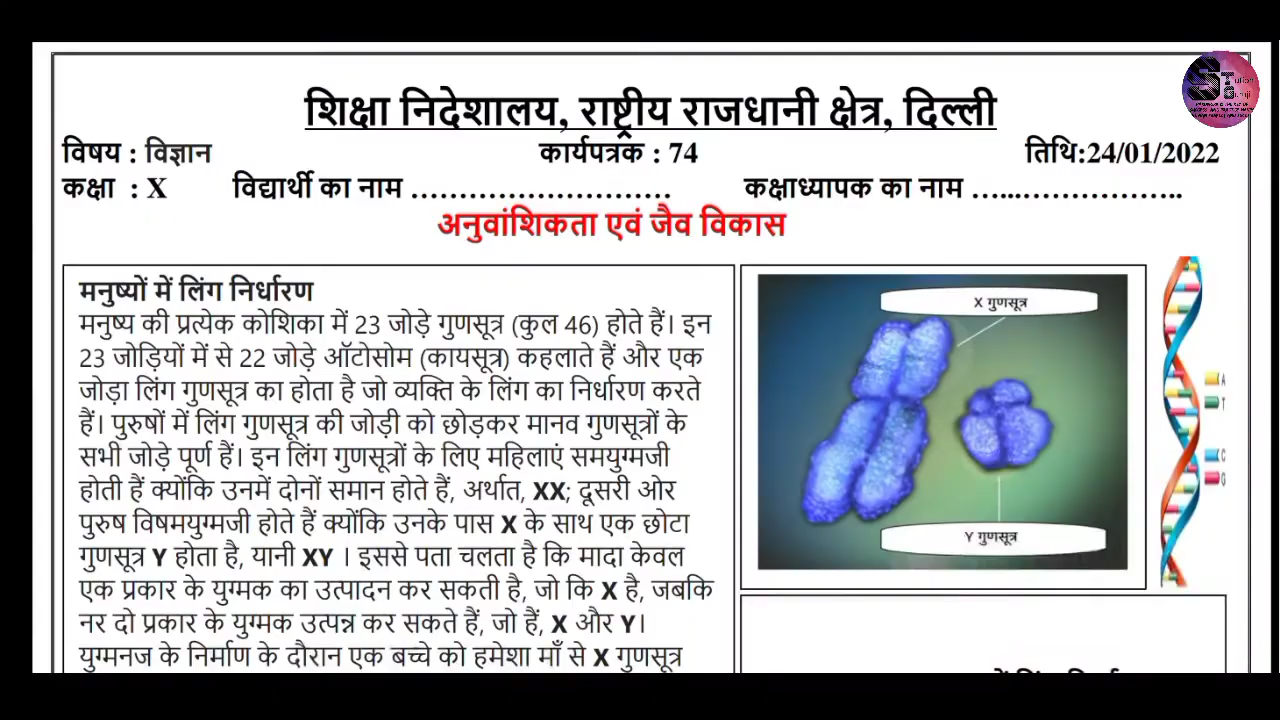 शिक्षा निदेशालय, राष्ट्रीय राजधानी क्षेत्र, दिल्ली
विषय : विज्ञान कार्यपत्रक : 74 तिथि:24/01/2022
कक्षा : X विद्यार्थी का नाम ……………………… कक्षाध्यापक का नाम …...……………..
अनुवांशिकता एवं जैव विकास
मनुष्यों में लिंग निर्धारण
मनुष्य की प्रत्येक कोशिका में 23 जोड़े गुणसूत्र (कुल 46) होते हैं। इन
23 जोड़ियों में से 22 जोड़े ऑटोसोम (कायसूत्र) कहलाते हैं और एक
जोड़ा लिंग गुणसूत्र का होता है जो व्यक्ति के लिंग का निर्धारण करते
हैं। पुरुषों में लिंग गुणसूत्र की जोड़ी को छोड़कर मानव गुणसूत्रों के
सभी जोड़े पूर्ण हैं। इन लिंग गुणसूत्रों के लिए महिलाएं समयुग्मजी
होती हैं क्योंकि उनमें दोनों समान होते हैं, अर्थात, XX; दूसरी ओर
पुरुष विषमयुग्मजी होते हैं क्योंकि उनके पास X के साथ एक छोटा
गुणसूत्र Y होता है, यानी XY । इससे पता चलता है कि मादा केवल
एक प्रकार के युग्मक का उत्पादन कर सकती है, जो कि X है, जबकि
नर दो प्रकार के युग्मक उत्पन्न कर सकते हैं, जो हैं, X और Y।
युग्मनज के निर्माण के दौरान एक बच्चे को हमेशा माँ से X गुणसूत्र
X गुणसूत्र
Y गुणसूत्र
A
T
C
G